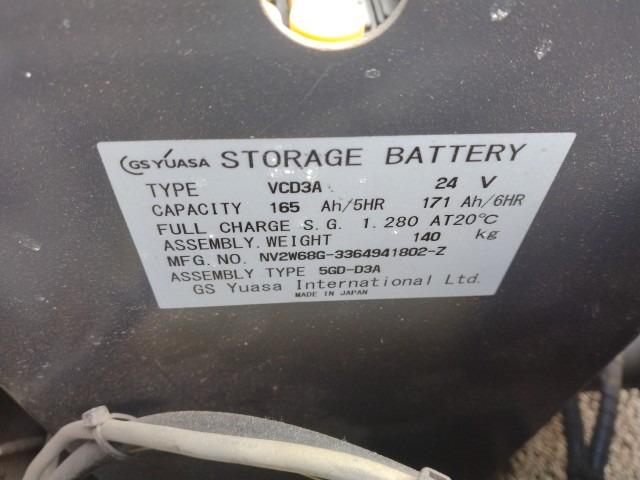 GS YUASA STORAGE BATTERY
TYPE VCD3A 24 V
CAPACITY 165 Ah/5HR 171 Ah/6HR
FULL CHARGE S.G. 1.280 AT20℃
ASSEMBLY.WEIGHT 140 kg
MFG.NO. NV2W68G-3364941802-Z
ASSEMBLY TYPE 5GD-D3A
GS Yuasa International Ltd.
MADE IN JAPAN